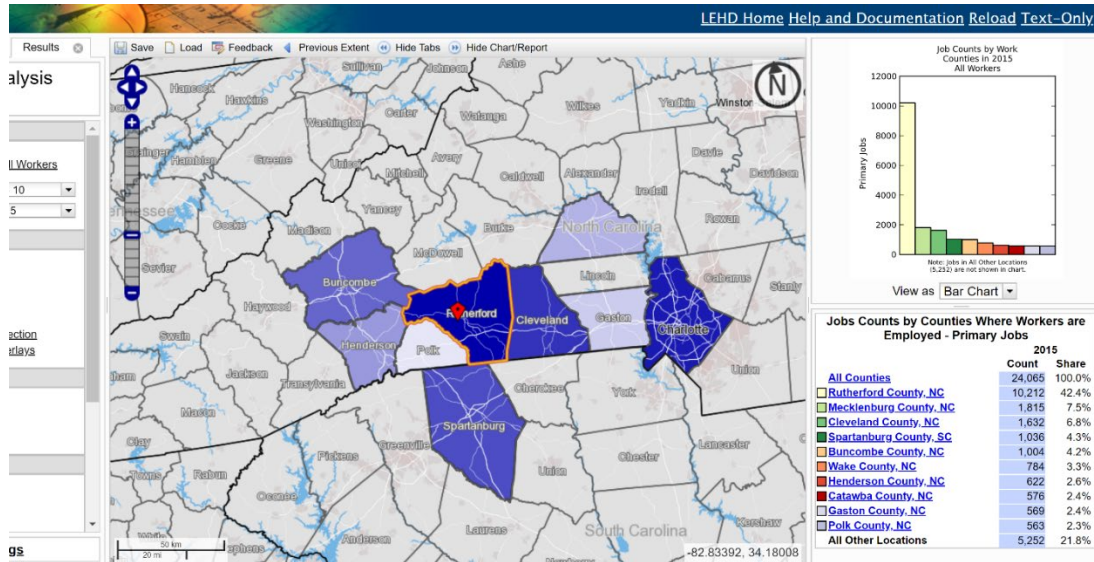 LEHD Home Help and Documentation Reload Text-Only
Results
Save Load Feedback Previous Extent Hide Tabs Hide Chart/Report
alysis
ll Workers
10
5
ection
erlays
gs
N
Sullivan
Johnson
Ashe
Hancock
Hawkins
Carter
Watauga
Wilkes
Yadkin
Winston
Washington
Hamblen
Greene
Unicoi
Avery
Mitchell
Caldwell
Alexander
Iredell
Davie
Davidson
Yancey
Rowan
Cocke
Madison
Burke
North Carolina
McDowell
Sevier
Buncombe
Haywood
Lincoln
Cabarrus
Stanly
Rutherford
Cleveland
Gaston
Charlotte
Swain
Henderson
Polk
Jackson
Transylvania
Union
Macon
Cherokee
York
Clay
Spartanburg
Greenville
Pickens
Lancaster
Towns
Rabun
Union
Chester
Oconee
Laurens
Anderson
South Carolina
Kershaw
50 km
20 mi
-82.83392, 34.18008
Job Counts by Work
Counties in 2015
All Workers
Primary Jobs
12000
10000
8000
6000
4000
2000
0
Note: Jobs in All Other Locations
(5,252) are not shown in chart.
View as Bar Chart
Jobs Counts by Counties Where Workers are
Employed - Primary Jobs
2015
Count Share
All Counties 24,065 100.0%
Rutherford County, NC 10,212 42.4%
Mecklenburg County, NC 1,815 7.5%
Cleveland County, NC 1,632 6.8%
Spartanburg County, SC 1,036 4.3%
Buncombe County, NC 1,004 4.2%
Wake County, NC 784 3.3%
Henderson County, NC 622 2.6%
Catawba County, NC 576 2.4%
Gaston County, NC 569 2.4%
Polk County, NC 563 2.3%
All Other Locations 5,252 21.8%